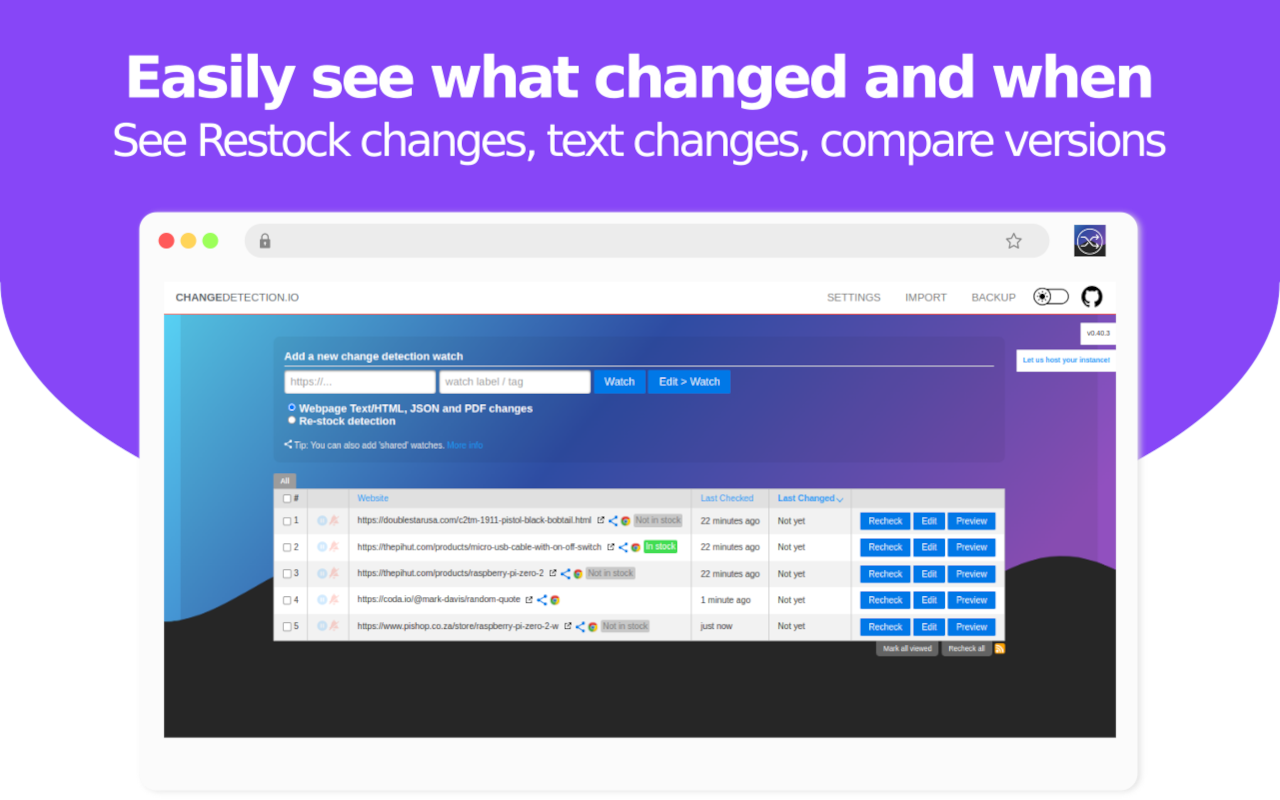 Easily see what changed and when
See Restock changes, text changes, compare versions
CHANGEDETECTION.IO SETTINGS IMPORT BACKUP
v0.40.3
Let us host your instance!
Add a new change detection watch
https://... watch label / tag Watch Edit > Watch
Webpage Text/HTML, JSON and PDF changes
Re-stock detection
Tip: You can also add 'shared' watches. More info
All
# Website Last Checked Last Changed
1 https://doublestarusa.com/c2tm-1911-pistol-black-bobtail.html Not in stock 22 minutes ago Not yet Recheck Edit Preview
2 https://thepihut.com/products/micro-usb-cable-with-on-off-switch In stock 22 minutes ago Not yet Recheck Edit Preview
3 https://thepihut.com/products/raspberry-pi-zero-2 Not in stock 22 minutes ago Not yet Recheck Edit Preview
4 https://coda.io/@mark-davis/random-quote 1 minute ago Not yet Recheck Edit Preview
5 https://www.pishop.co.za/store/raspberry-pi-zero-2-w Not in stock just now Not yet Recheck Edit Preview
Mark all viewed Recheck all